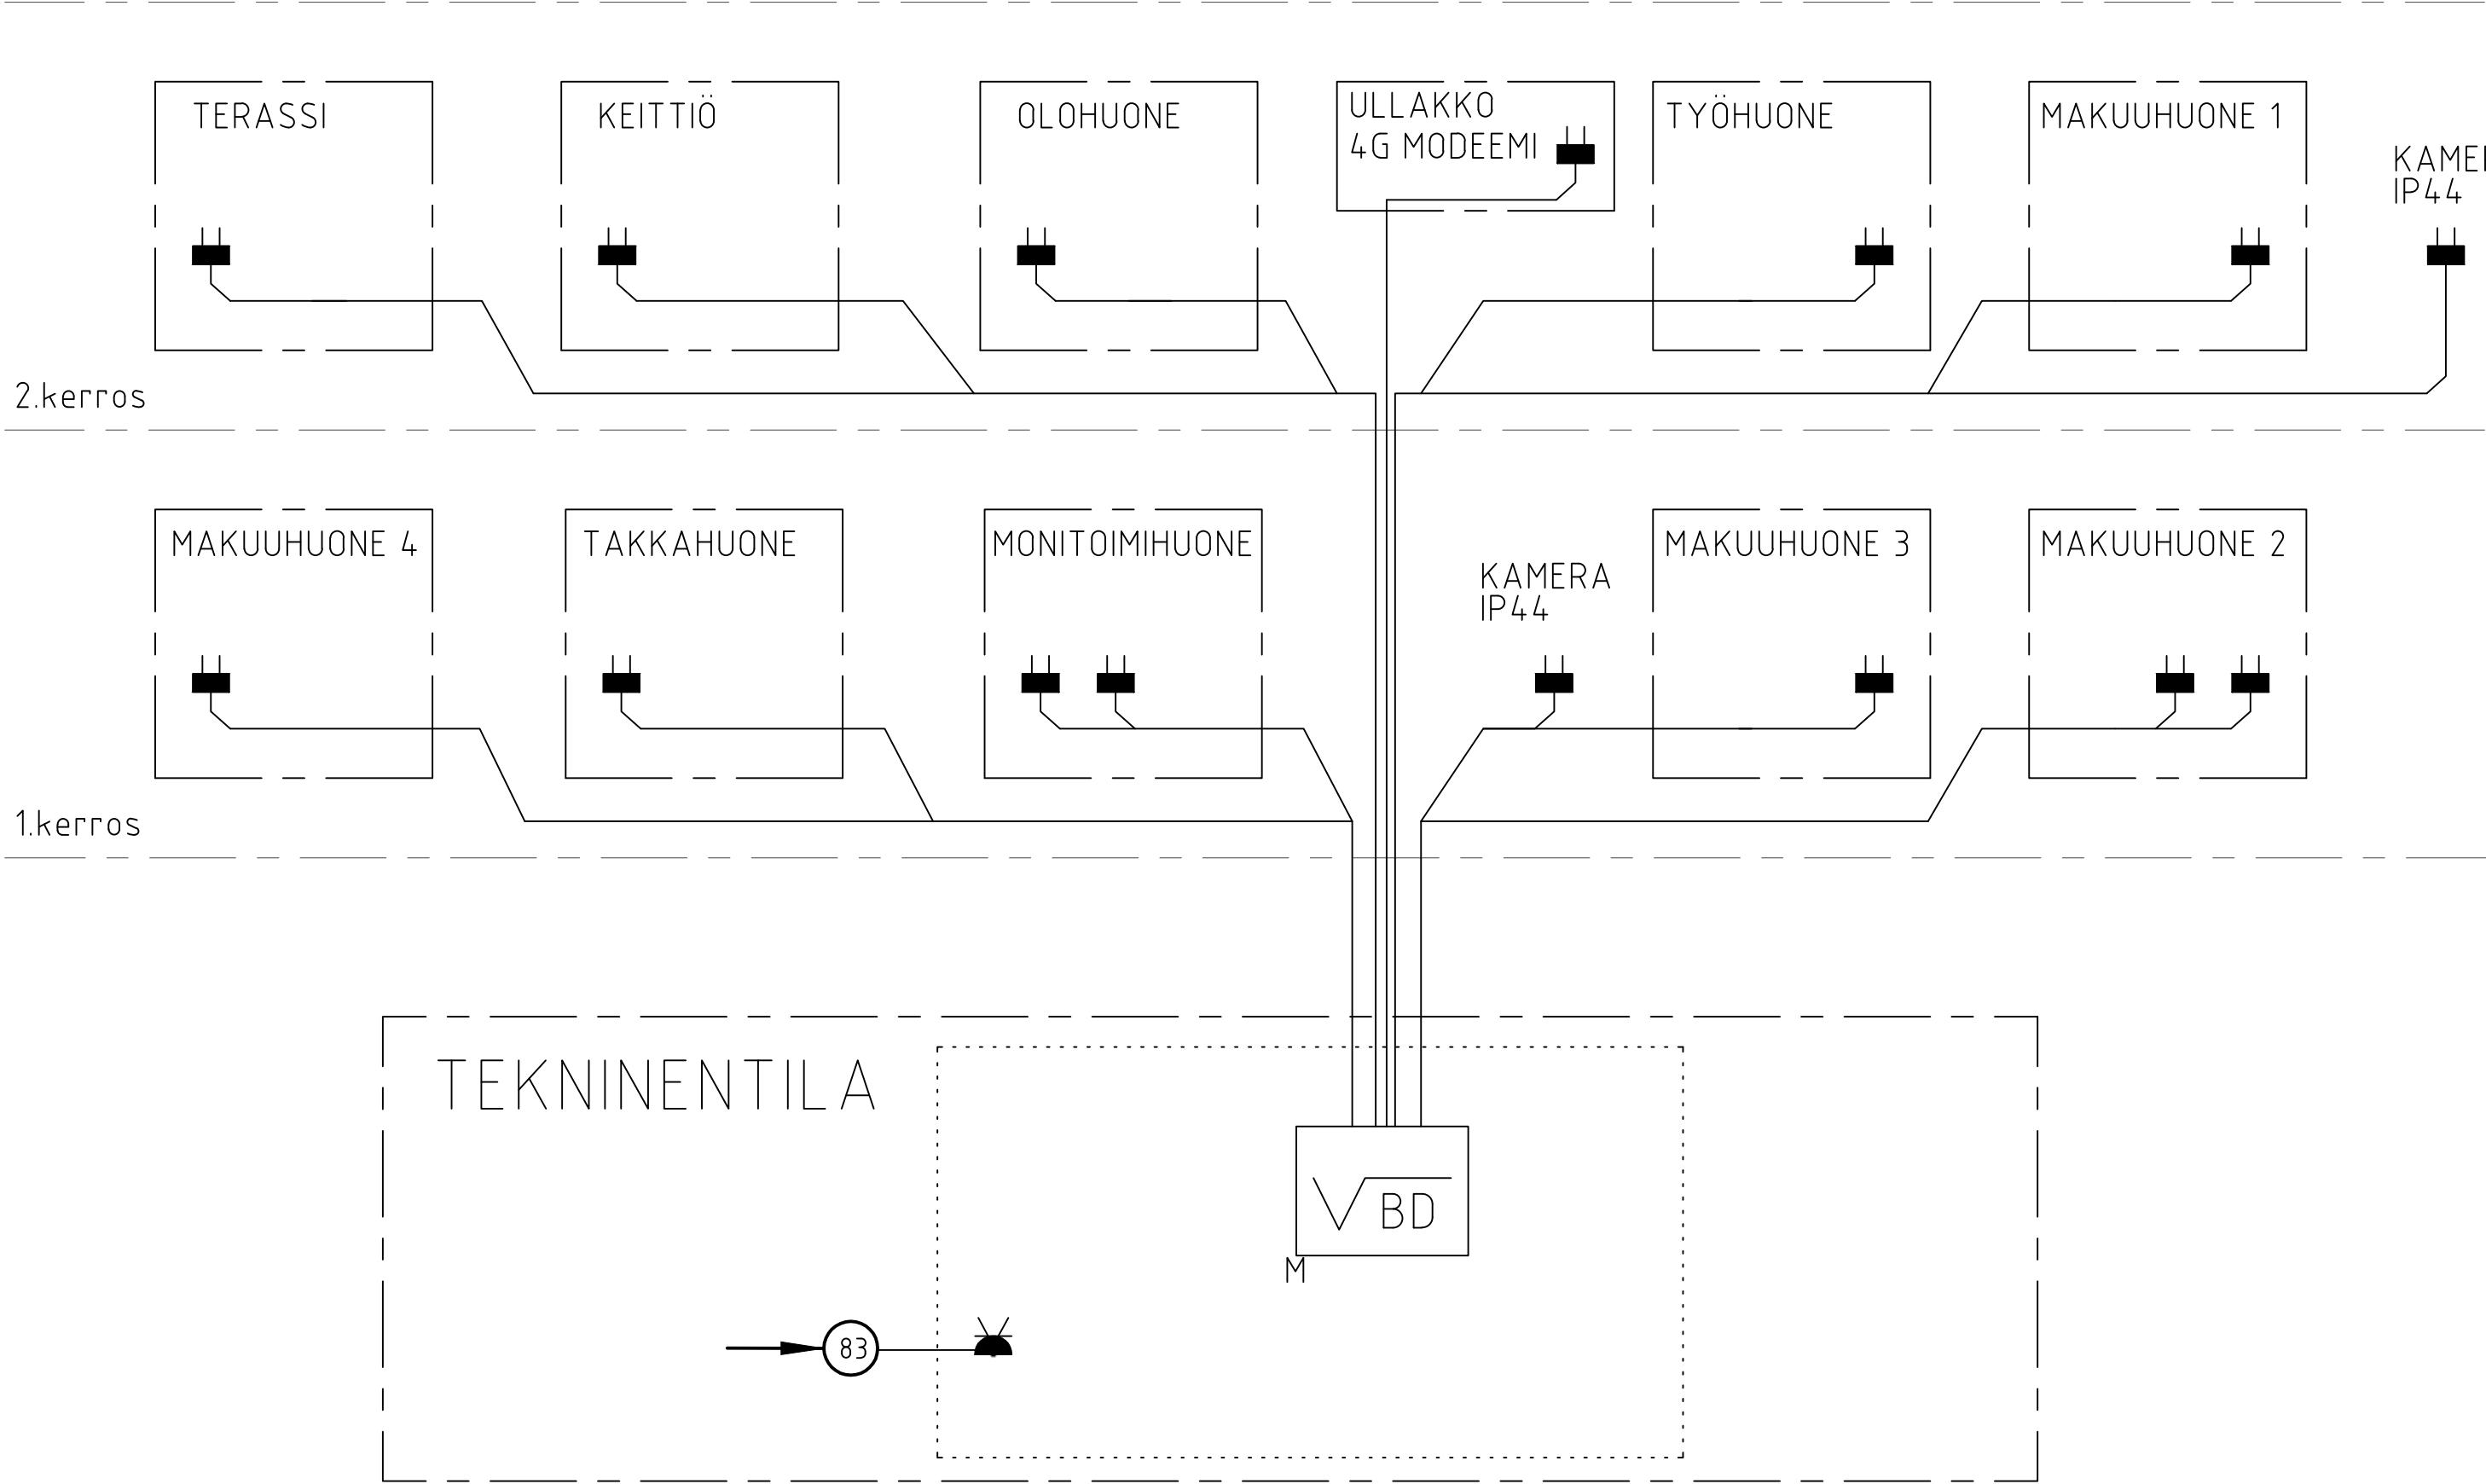 TERASSI
KEITTIÖ
OLOHUONE
ULLAKKO
4G MODEEMI
TYÖHUONE
MAKUUHUONE 1
IP44
2.kerros
MAKUUHUONE 4
TAKKAHUONE
MONITOIMIHUONE
KAMERA
IP44
MAKUUHUONE 3
MAKUUHUONE 2
1.kerros
TEKNINENTILA
BD
M
83